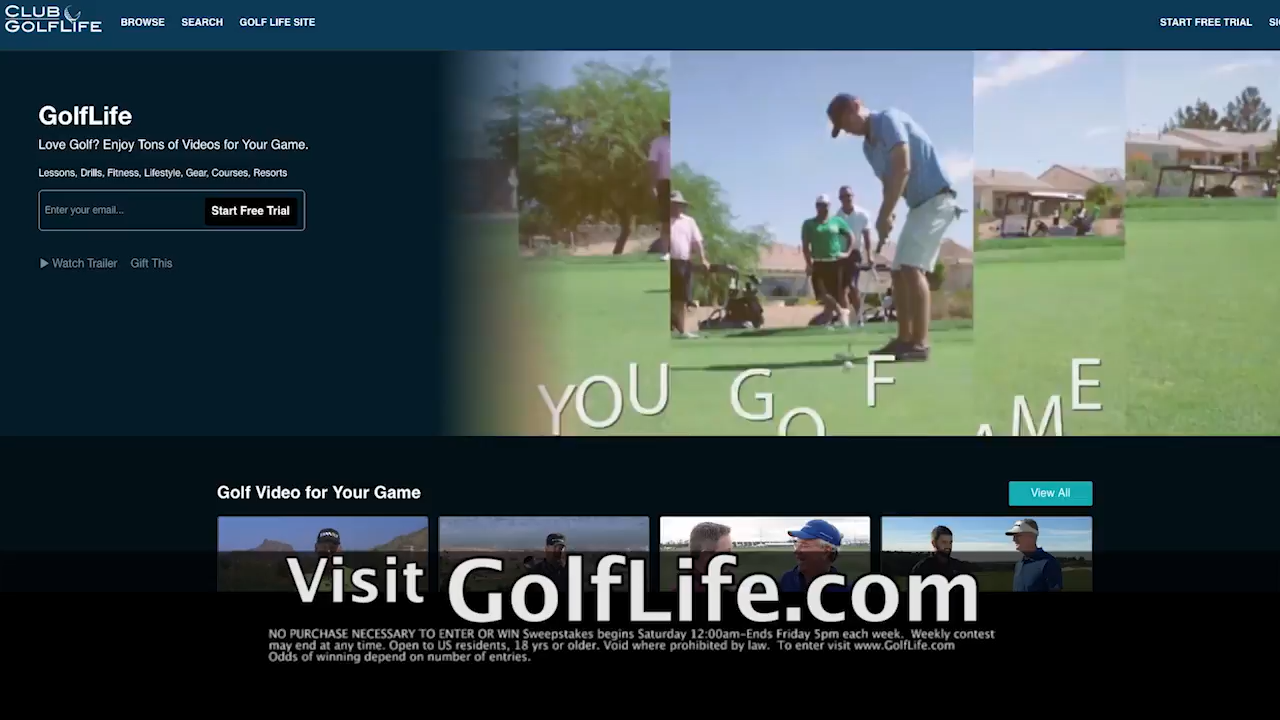 CLUB
GOLFLIFE
BROWSE
SEARCH
GOLF LIFE SITE
START FREE TRIAL
GolfLife
Love Golf? Enjoy Tons of Videos for Your Game.
Lessons, Drills, Fitness, Lifestyle, Gear, Courses, Resorts
Enter your email...
Start Free Trial
Watch Trailer
Gift This
YOU GO F AME
Golf Video for Your Game
View All
Visit GolfLife.com
NO PURCHASE NECESSARY TO ENTER OR WIN Sweepstakes begins Saturday 12:00am-Ends Friday 5pm each week. Weekly contest
may end at any time. Open to US residents, 18 yrs or older. Void where prohibited by law. To enter visit www.GolfLife.com
Odds of winning depend on number of entries.